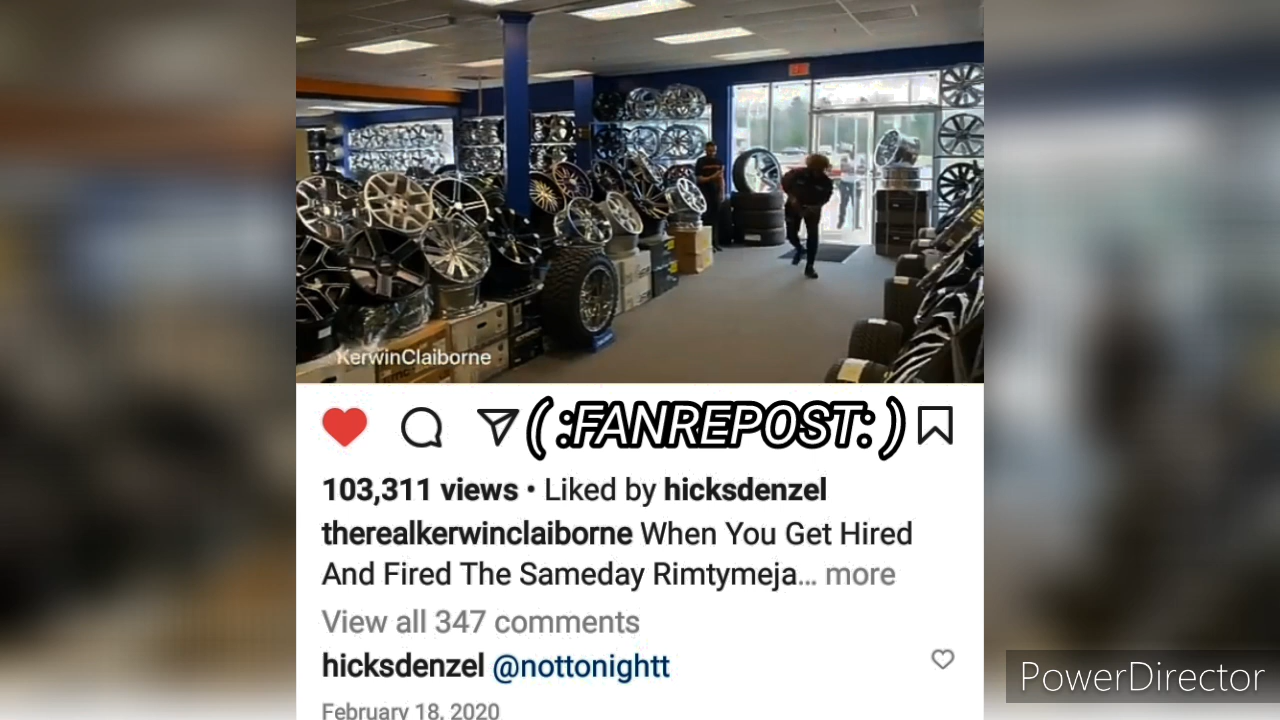 KerwinClaiborne
( :FANREPOST: )
103,311 views • Liked by hicksdenzel
therealkerwinclaiborne When You Get Hired
And Fired The Sameday Rimtymeja... more
View all 347 comments
hicksdenzel @nottonightt
February 18, 2020
PowerDirector